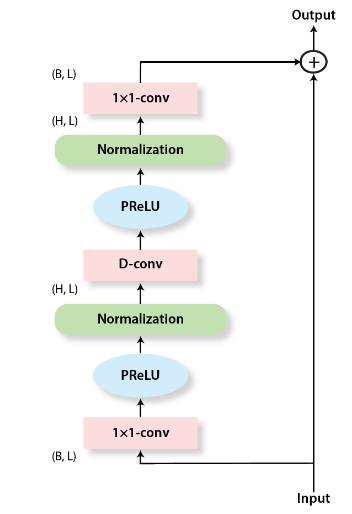 Output
+
(B, L)
1×1-conv
(H, L)
Normalization
PReLU
D-conv
(H, L)
Normalization
PReLU
1×1-conv
(B, L)
Input